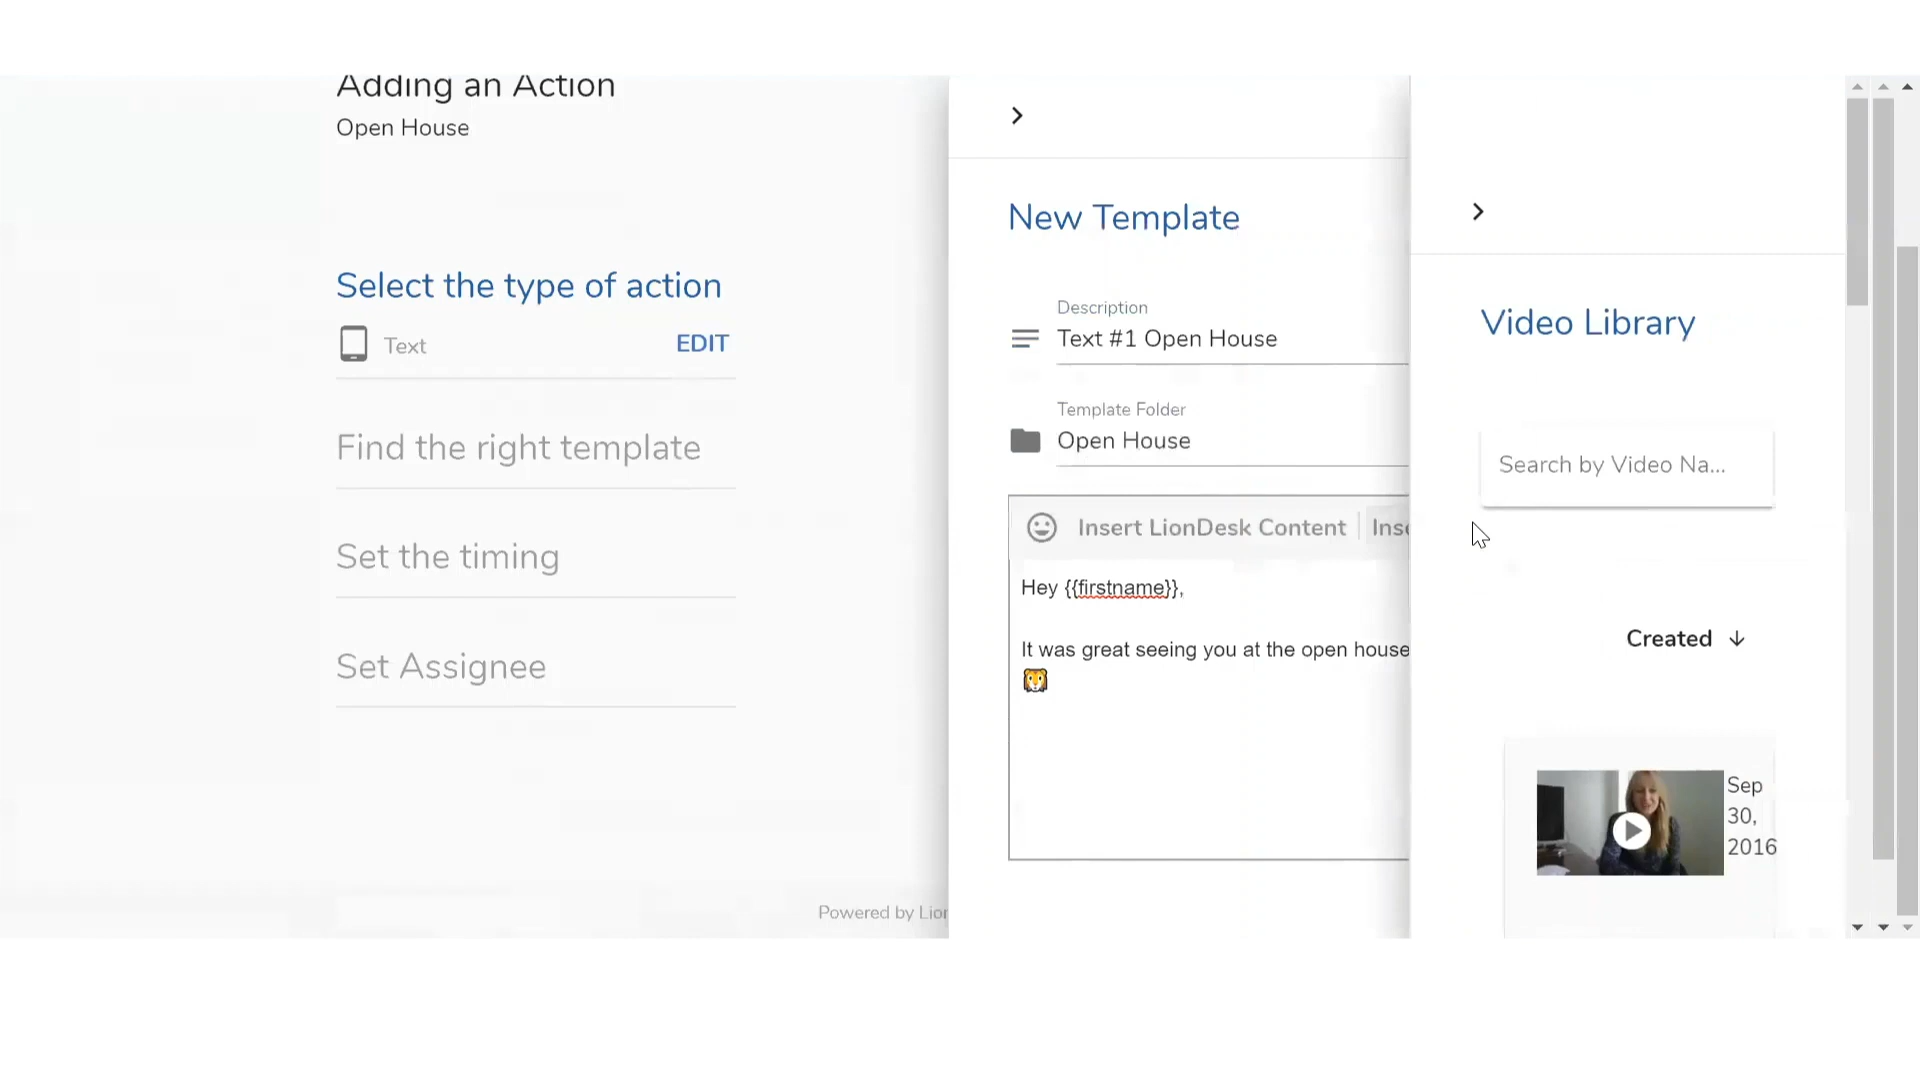 Adding an Action
Open House
Select the type of action
Text
EDIT
Find the right template
Set the timing
Set Assignee
Powered by
New Template
Description
Text #1 Open House
Template Folder
Open House
Insert LionDesk Content
Hey {{firstname}},
It was great seeing you at the open house
Video Library
Search by Video Na...
Created
Sep
30,
2016